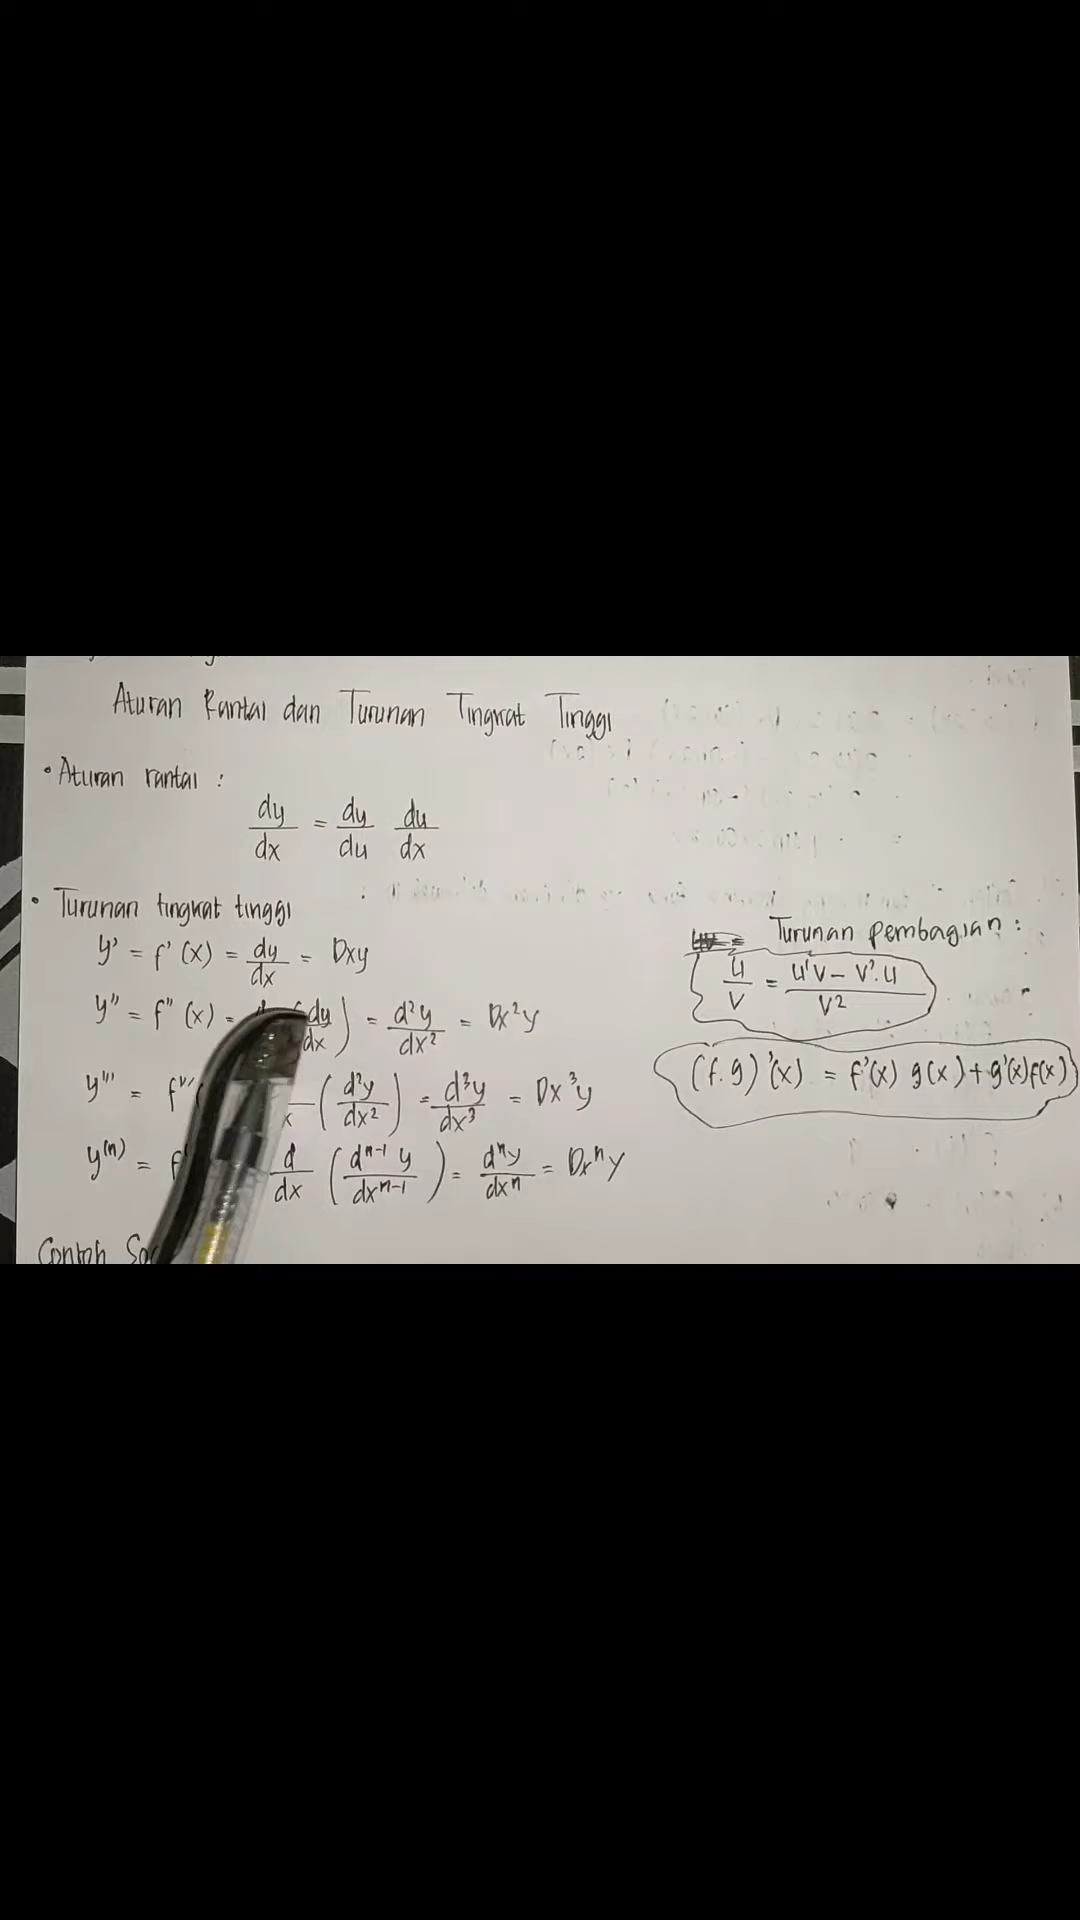 Aturan Rantai dan Turunan Tingkat Tinggi
• Aturan rantai :
dy/dx = dy/du du/dx
• Turunan tingkat tinggi
y' = f'(x) = dy/dx = Dxy
y'' = f''(x) = (dy/dx) = d²y/dx² = Dx²y
y''' = (d²y/dx²) = d³y/dx³ = Dx³y
y⁽ⁿ⁾ = d/dx (dⁿ⁻¹y/dxⁿ⁻¹) = dⁿy/dxⁿ = Dxⁿy
Contoh
Turunan pembagian :
u/v = u'v - v'.u / v²
(f.g)'(x) = f'(x) g(x) + g'(x)f(x)